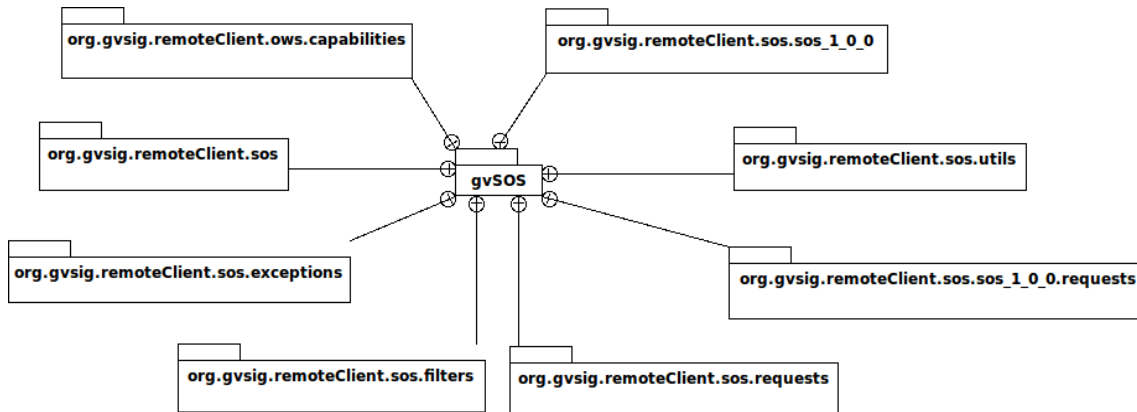 org.gvsig.remoteClient.ows.capabilities
org.gvsig.remoteClient.sos.sos_1_0_0
org.gvsig.remoteClient.sos
org.gvsig.remoteClient.sos.utils
gvSOS
org.gvsig.remoteClient.sos.exceptions
org.gvsig.remoteClient.sos.sos_1_0_0.requests
org.gvsig.remoteClient.sos.filters
org.gvsig.remoteClient.sos.requests